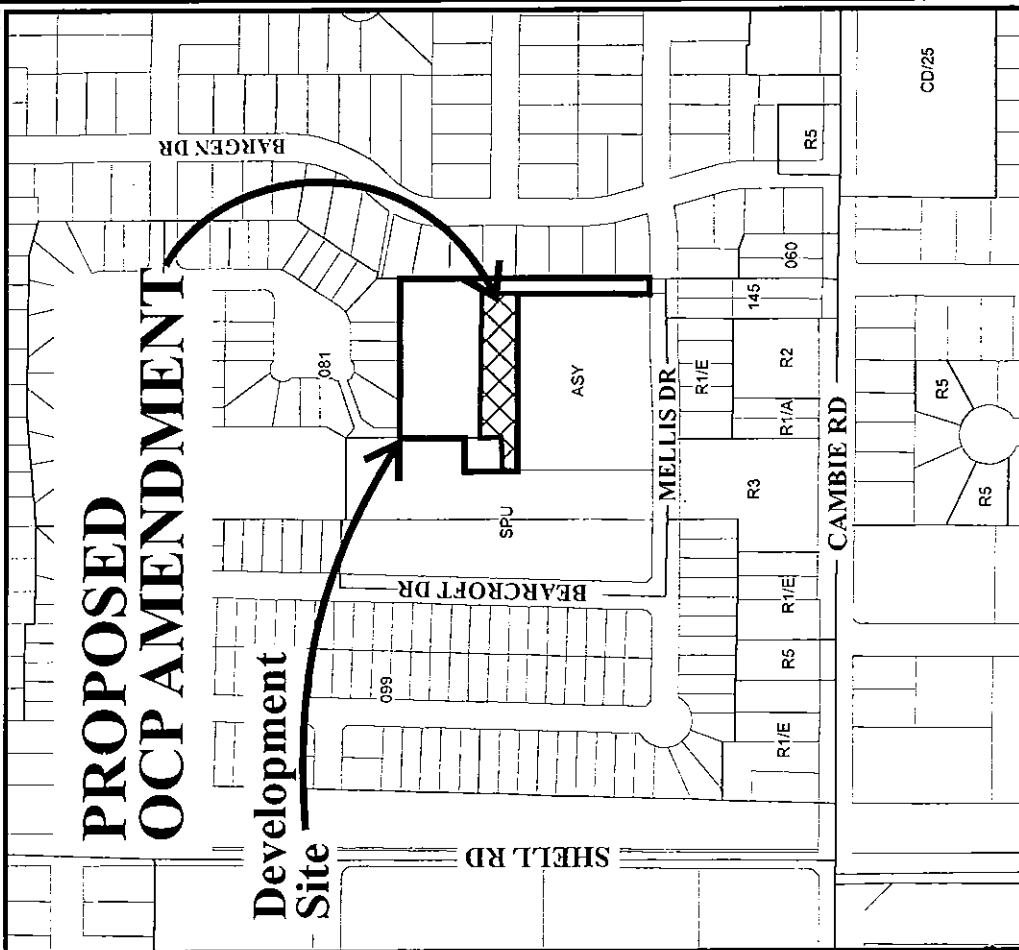 PROPOSED
OCP AMENDMENT
Development
Site
BARGEN DR
CD/25
R5
060
145
081
ASY
R1/E
R2
R1/A
MELLIS DR
R5
CAMBIE RD
R3
R5
SPU
BEARCROFT DR
R1/E
099
R5
R1/E
SHELL RD